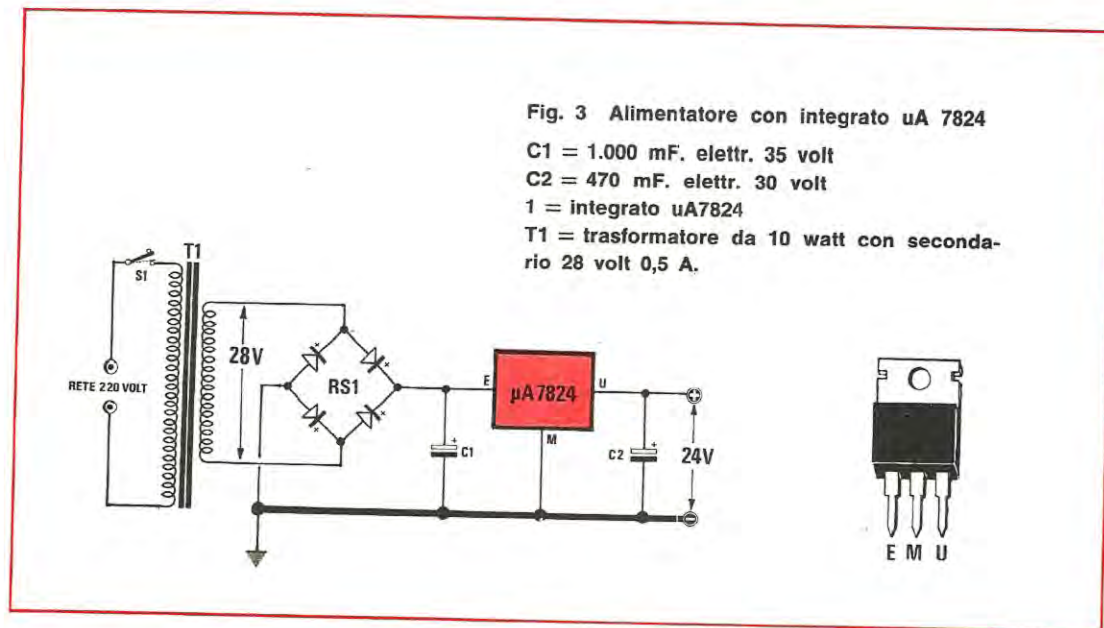 Fig. 3 Alimentatore con integrato uA 7824
C1 = 1.000 mF. elettr. 35 volt
C2 = 470 mF. elettr. 30 volt
1 = integrato uA7824
T1 = trasformatore da 10 watt con seconda-
rio 28 volt 0,5 A.
T1
S1
RETE 220 VOLT
28V
RS1
E
µA7824
U
M
C1
C2
24V
E M U